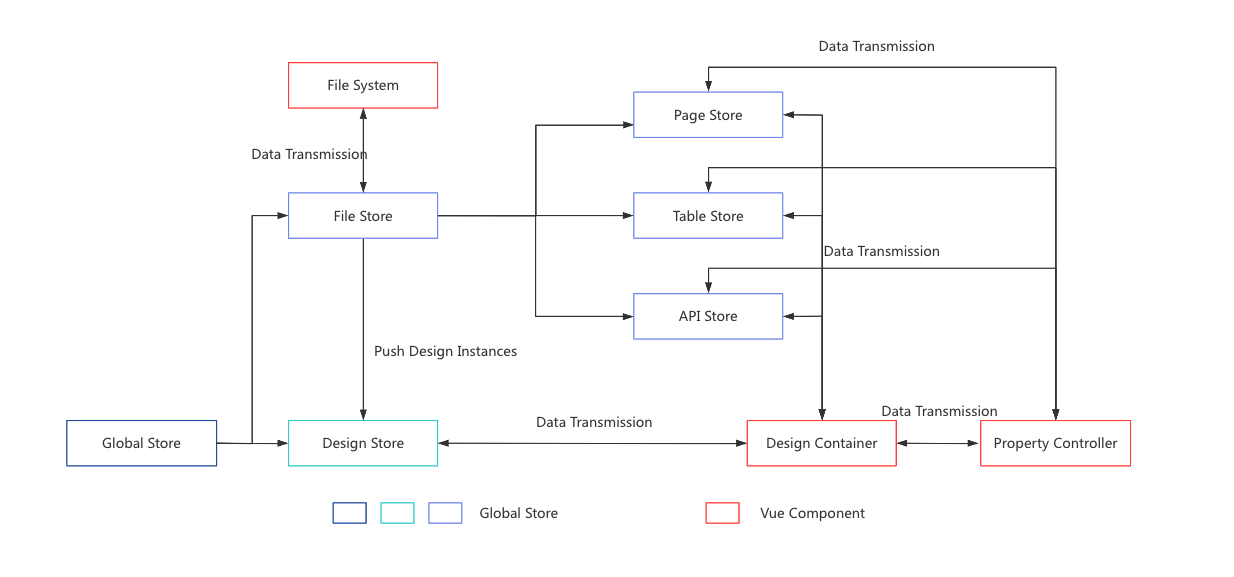 Data Transmission
File System
Page Store
Data Transmission
File Store
Table Store
Data Transmission
API Store
Push Design Instances
Data Transmission
Data Transmission
Global Store
Design Store
Design Container
Property Controller
Global Store
Vue Component